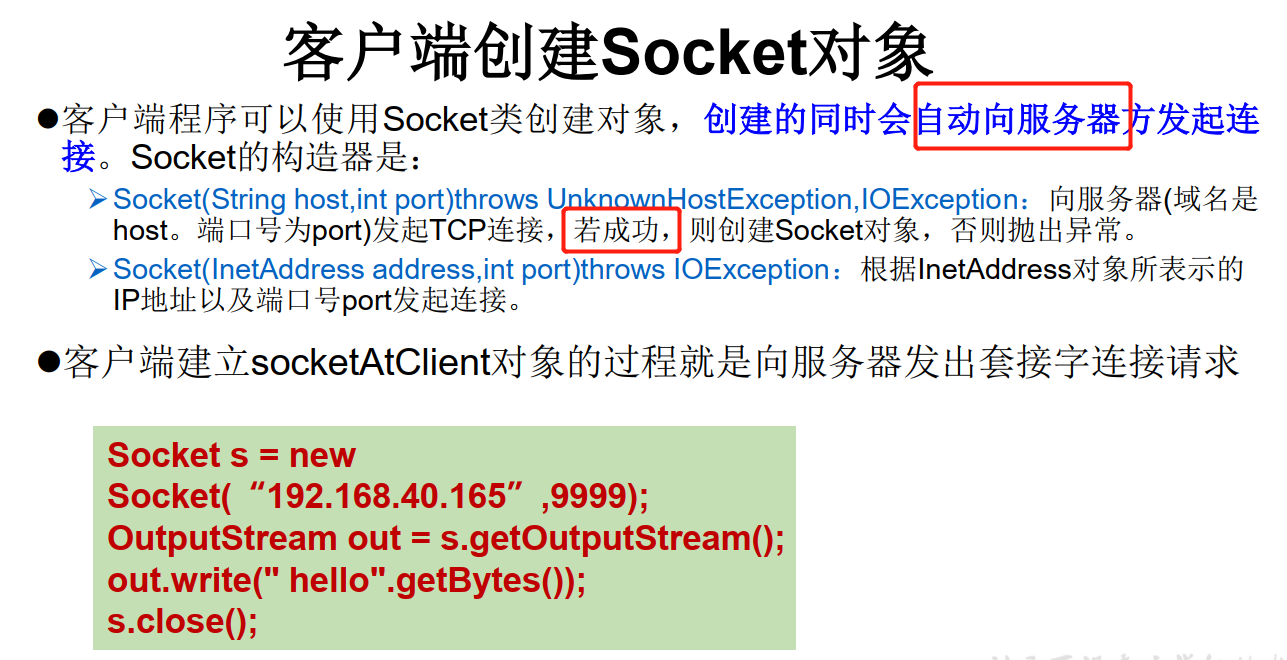 客户端创建Socket对象
●客户端程序可以使用Socket类创建对象，创建的同时会自动向服务器方发起连
接。Socket的构造器是：
➢Socket(String host,int port)throws UnknownHostException,IOException：向服务器(域名是
host。端口号为port)发起TCP连接，若成功，则创建Socket对象，否则抛出异常。
➢Socket(InetAddress address,int port)throws IOException：根据InetAddress对象所表示的
IP地址以及端口号port发起连接。
●客户端建立socketAtClient对象的过程就是向服务器发出套接字连接请求
Socket s = new
Socket(“192.168.40.165”,9999);
OutputStream out = s.getOutputStream();
out.write(" hello".getBytes());
s.close();